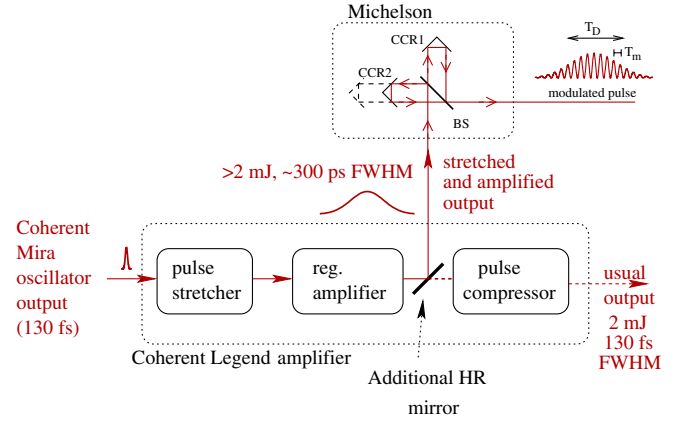 Michelson
CCR1
CCR2
BS
T_D
T_m
modulated pulse
>2 mJ, ~300 ps FWHM
stretched
and amplified
output
Coherent
Mira
oscillator
output
(130 fs)
pulse
stretcher
reg.
amplifier
pulse
compressor
usual
output
2 mJ
130 fs
FWHM
Coherent Legend amplifier
Additional HR
mirror